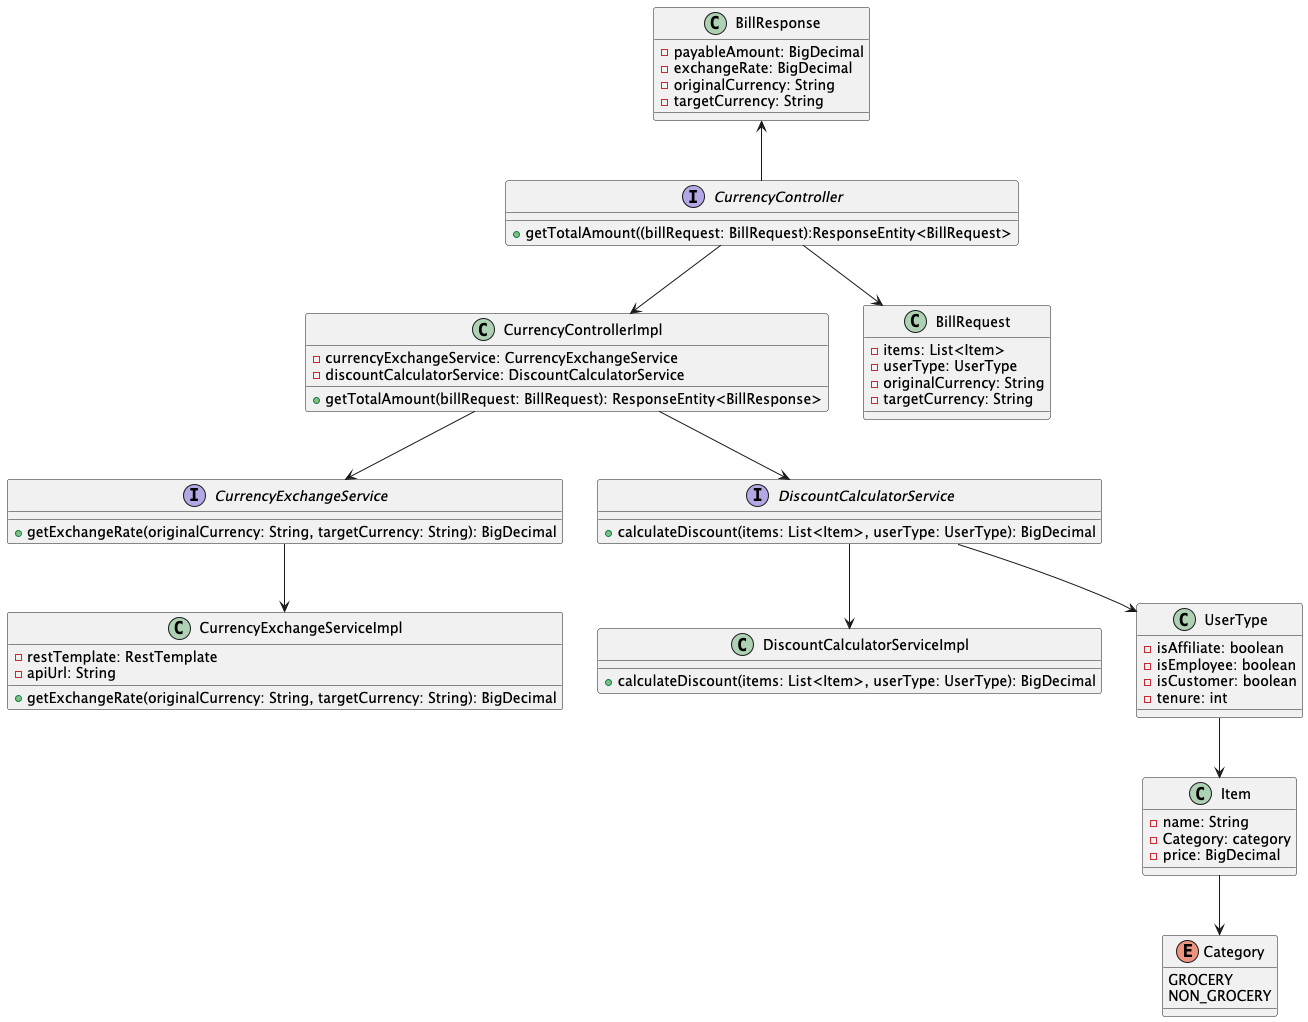 C BillResponse
payableAmount: BigDecimal
exchangeRate: BigDecimal
originalCurrency: String
targetCurrency: String
I CurrencyController
getTotalAmount((billRequest: BillRequest):ResponseEntity<BillRequest>
C CurrencyControllerImpl
currencyExchangeService: CurrencyExchangeService
discountCalculatorService: DiscountCalculatorService
getTotalAmount(billRequest: BillRequest): ResponseEntity<BillResponse>
C BillRequest
items: List<Item>
userType: UserType
originalCurrency: String
targetCurrency: String
I CurrencyExchangeService
getExchangeRate(originalCurrency: String, targetCurrency: String): BigDecimal
I DiscountCalculatorService
calculateDiscount(items: List<Item>, userType: UserType): BigDecimal
C CurrencyExchangeServiceImpl
restTemplate: RestTemplate
apiUrl: String
getExchangeRate(originalCurrency: String, targetCurrency: String): BigDecimal
C DiscountCalculatorServiceImpl
calculateDiscount(items: List<Item>, userType: UserType): BigDecimal
C UserType
isAffiliate: boolean
isEmployee: boolean
isCustomer: boolean
tenure: int
C Item
name: String
Category: category
price: BigDecimal
E Category
GROCERY
NON_GROCERY